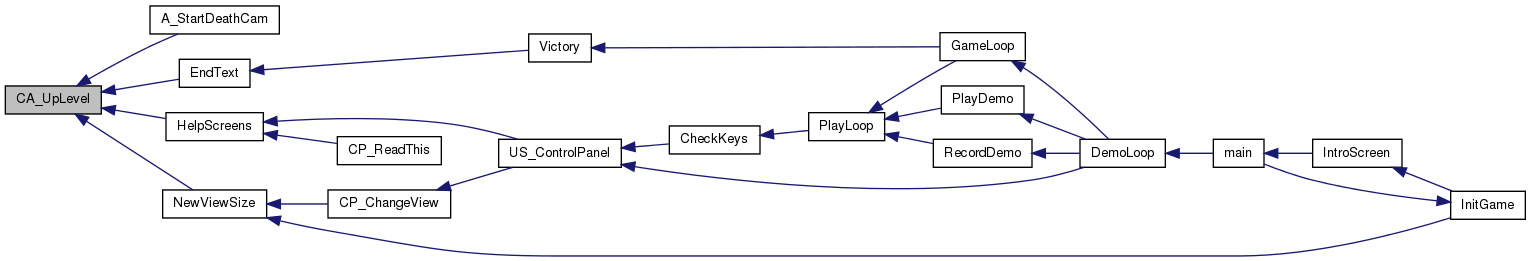 A_StartDeathCam
GameLoop
Victory
EndText
CA_UpLevel
PlayDemo
HelpScreens
PlayLoop
CheckKeys
CP_ReadThis
US_ControlPanel
RecordDemo
DemoLoop
main
IntroScreen
NewViewSize
CP_ChangeView
InitGame